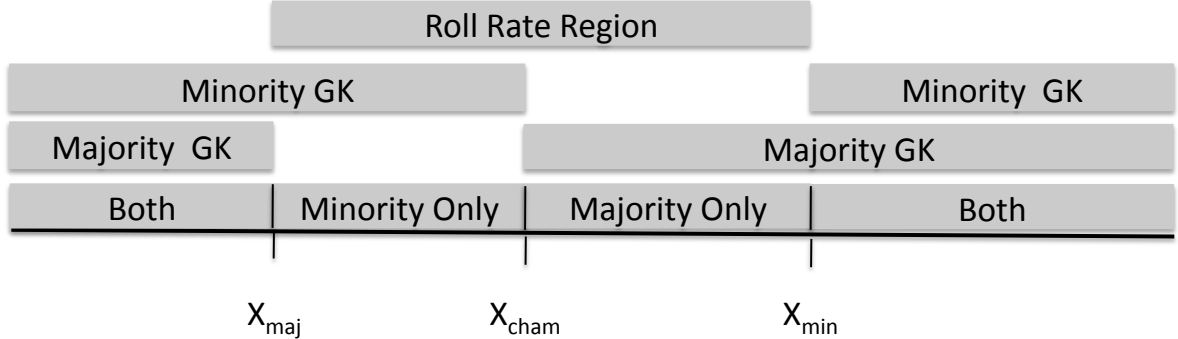 Roll Rate Region
Minority GK Minority GK
Majority GK Majority GK
Both Minority Only Majority Only Both
Xmaj Xcham Xmin